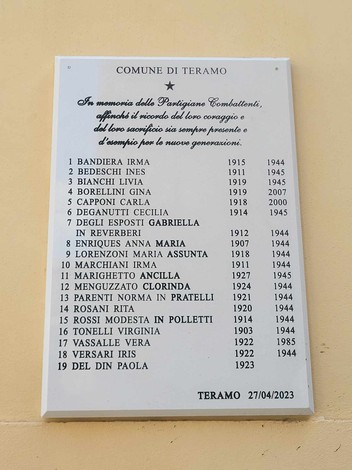 COMUNE DI TERAMO
In memoria delle Partigiane Combattenti,
affinché il ricordo del loro coraggio e
del loro sacrificio sia sempre presente e
d'esempio per le nuove generazioni.
1 BANDIERA IRMA 1915 1944
2 BEDESCHI INES 1911 1945
3 BIANCHI LIVIA 1919 1945
4 BORELLINI GINA 1919 2007
5 CAPPONI CARLA 1918 2000
6 DEGANUTTI CECILIA 1914 1945
7 DEGLI ESPOSTI GABRIELLA
IN REVERBERI 1912 1944
8 ENRIQUES ANNA MARIA 1907 1944
9 LORENZONI MARIA ASSUNTA 1918 1944
10 MARCHIANI IRMA 1911 1944
11 MARIGHETTO ANCILLA 1927 1945
12 MENGUZZATO CLORINDA 1924 1944
13 PARENTI NORMA IN PRATELLI 1921 1944
14 ROSANI RITA 1920 1944
15 ROSSI MODESTA IN POLLETTI 1914 1944
16 TONELLI VIRGINIA 1903 1944
17 VASSALLE VERA 1922 1985
18 VERSARI IRIS 1922 1944
19 DEL DIN PAOLA 1923
TERAMO 27/04/2023